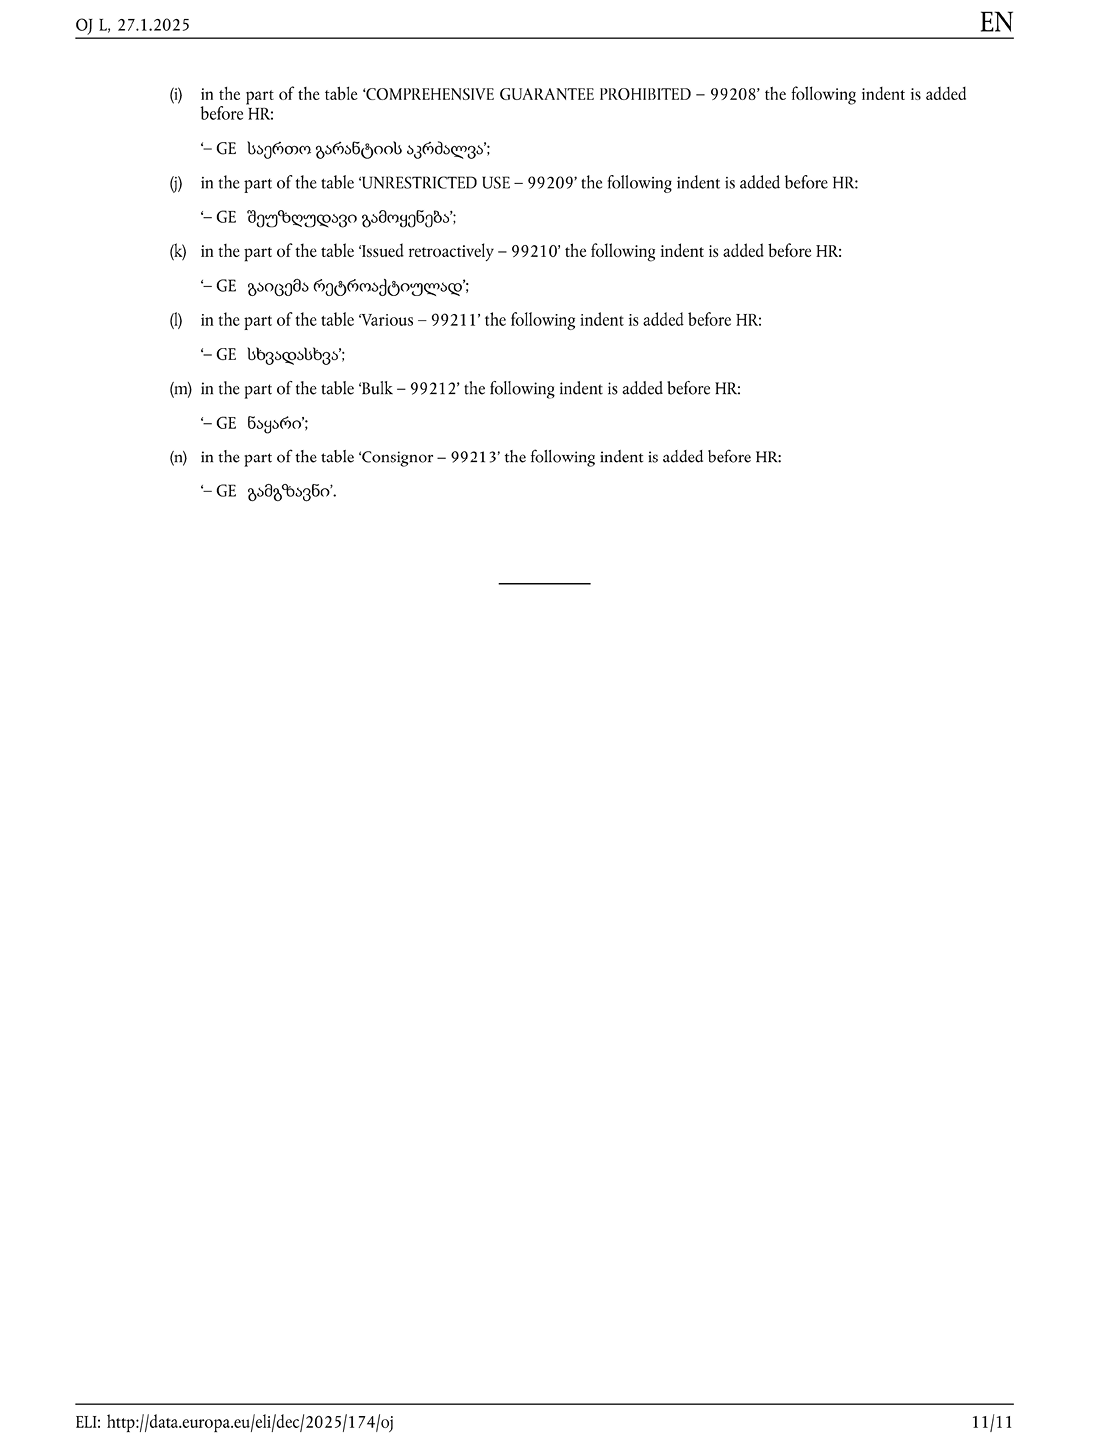 OJ L, 27.1.2025
EN
(i) in the part of the table ‘COMPREHENSIVE GUARANTEE PROHIBITED – 99208’ the following indent is added
before HR:
‘– GE საერთო გარანტიის აკრძალვა’;
(j) in the part of the table ‘UNRESTRICTED USE – 99209’ the following indent is added before HR:
‘– GE შეუზღუდავი გამოყენება’;
(k) in the part of the table ‘Issued retroactively – 99210’ the following indent is added before HR:
‘– GE გაიცემა რეტროაქტიულად’;
(l) in the part of the table ‘Various – 99211’ the following indent is added before HR:
‘– GE სხვადასხვა’;
(m) in the part of the table ‘Bulk – 99212’ the following indent is added before HR:
‘– GE ნაყარი’;
(n) in the part of the table ‘Consignor – 99213’ the following indent is added before HR:
‘– GE გამგზავნი’.
ELI: http://data.europa.eu/eli/dec/2025/174/oj
11/11